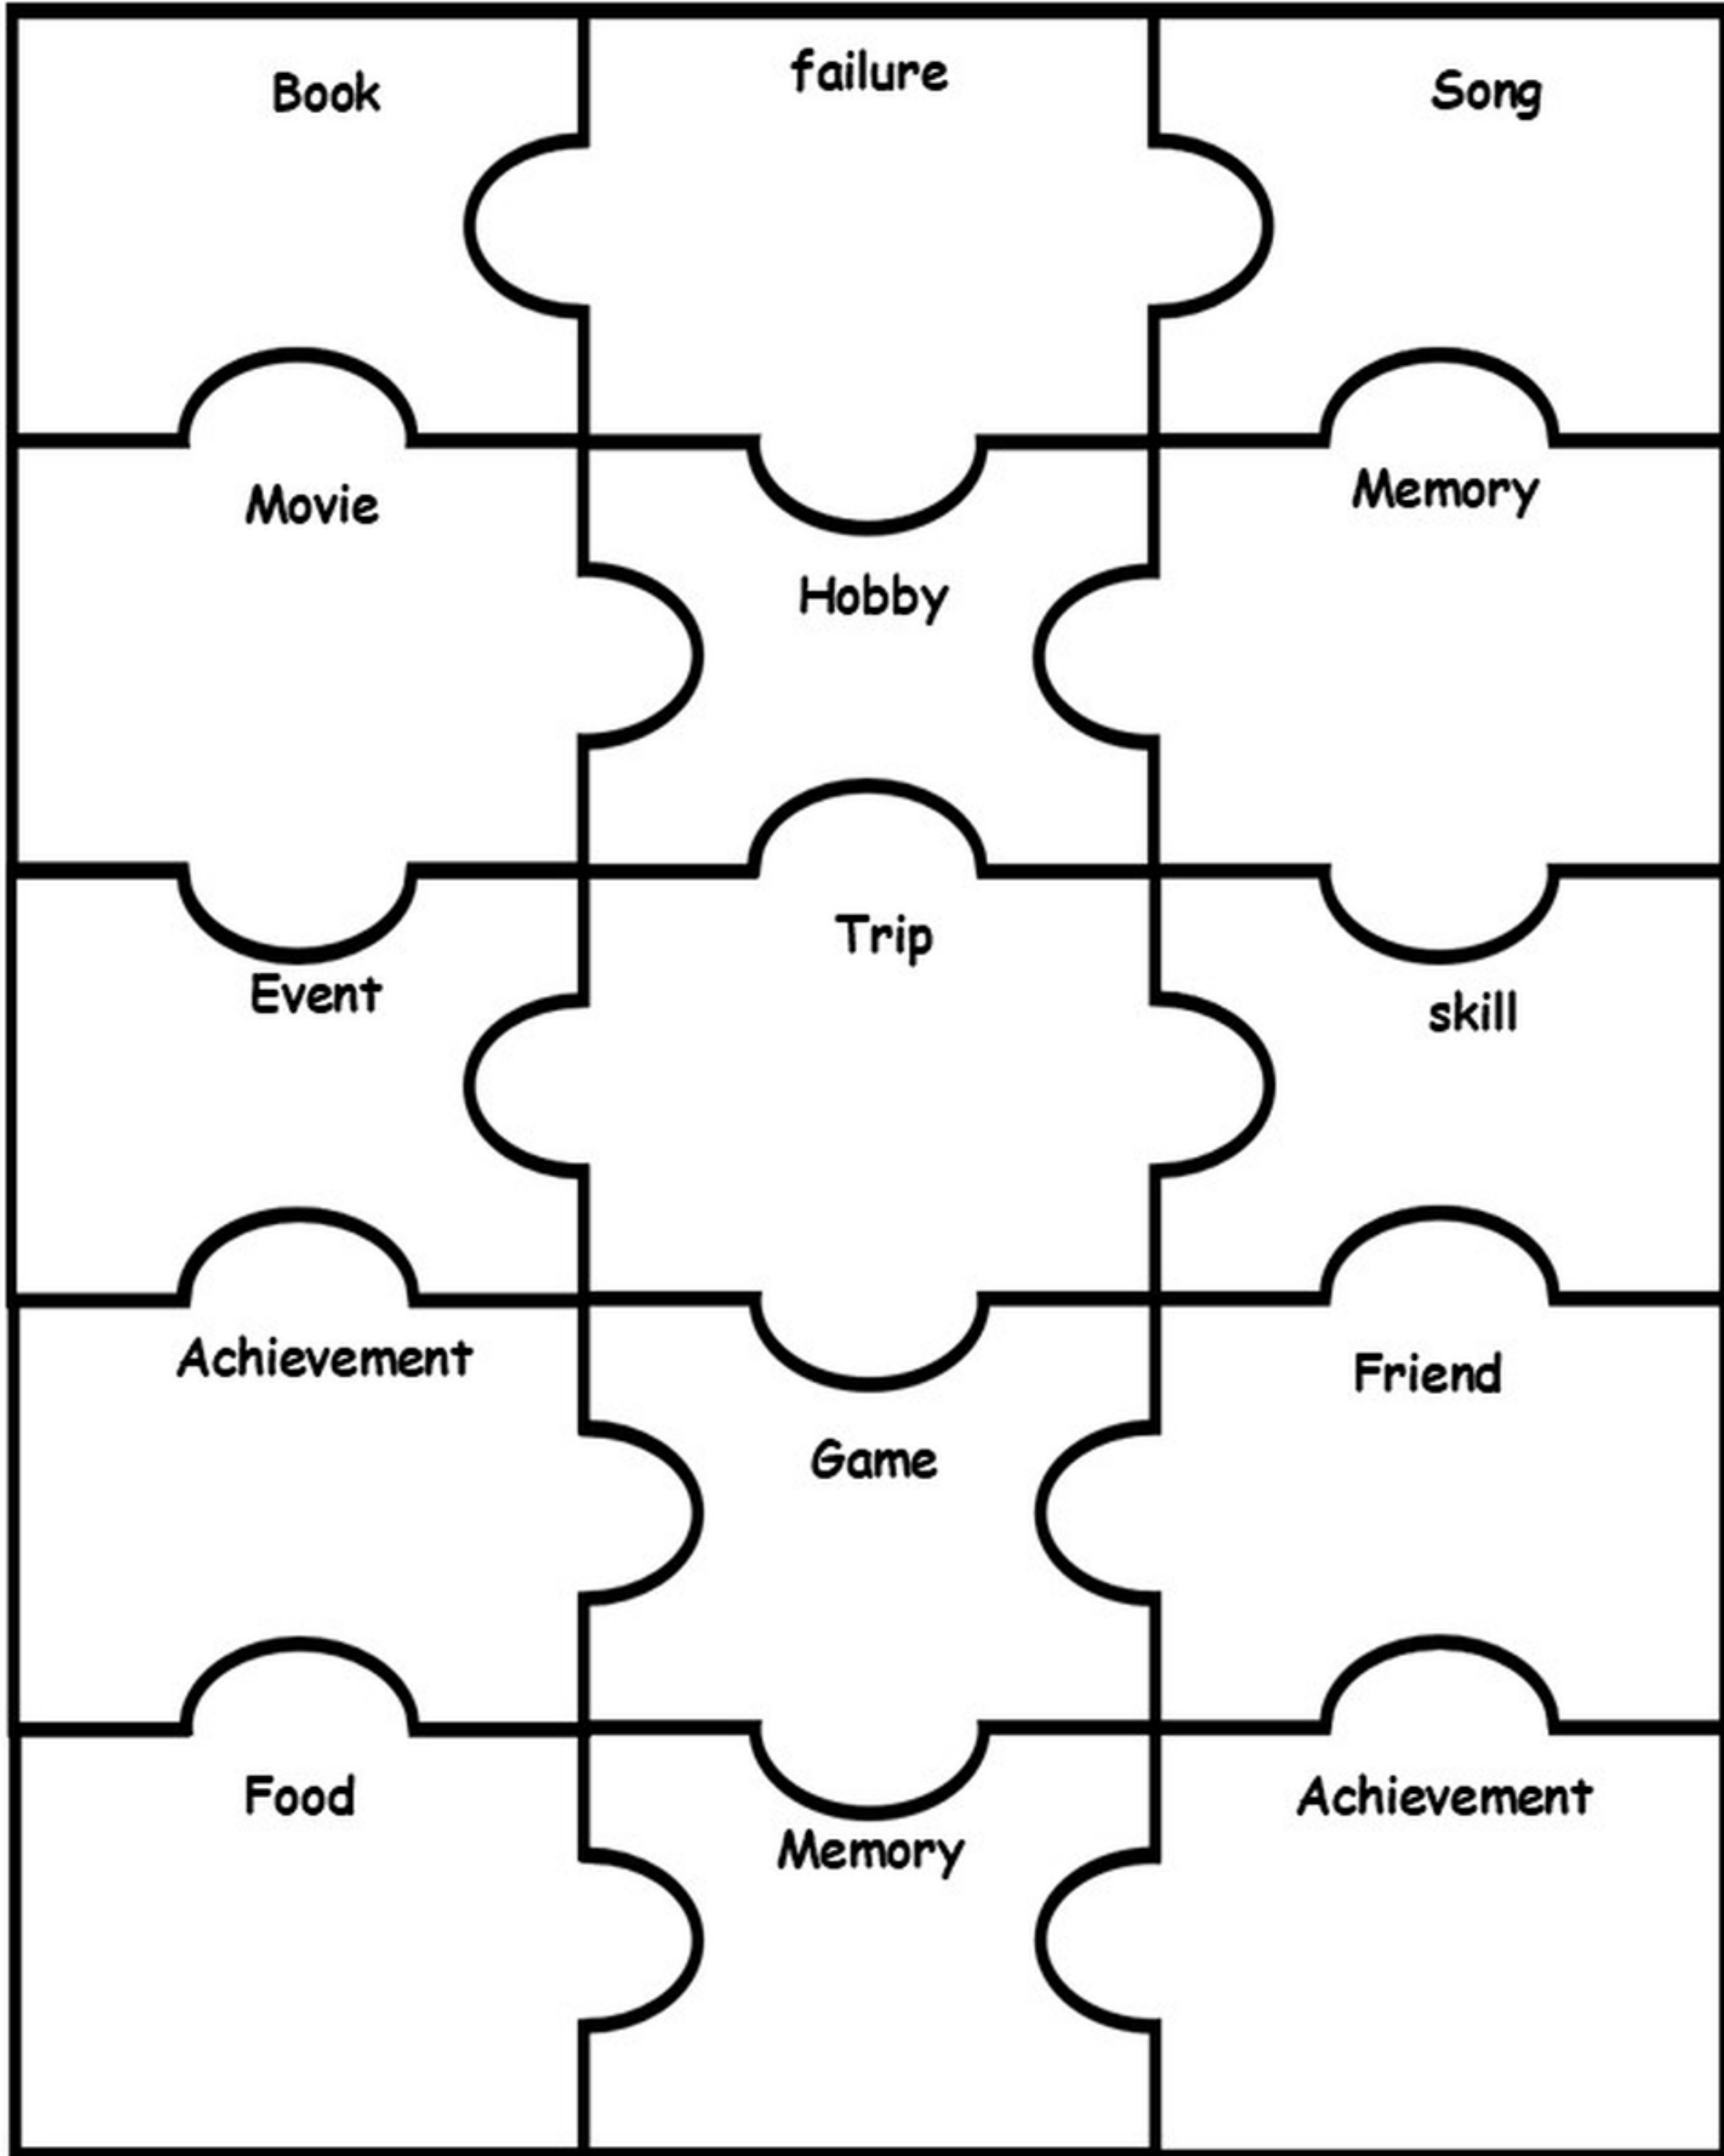 Book
failure
Song
Movie
Hobby
Memory
Event
Trip
skill
Achievement
Game
Friend
Food
Memory
Achievement